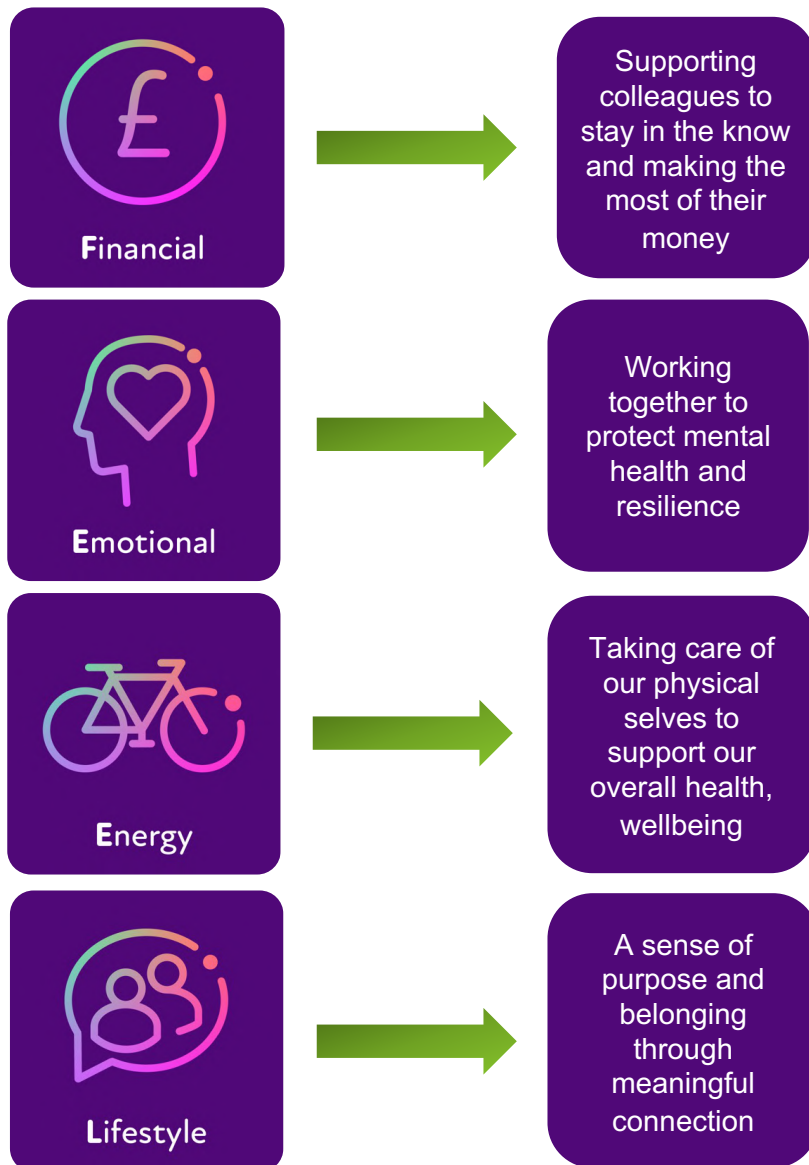 £
Financial
Supporting
colleagues to
stay in the know
and making the
most of their
money
Emotional
Working
together to
protect mental
health and
resilience
Energy
Taking care of
our physical
selves to
support our
overall health,
wellbeing
Lifestyle
A sense of
purpose and
belonging
through
meaningful
connection